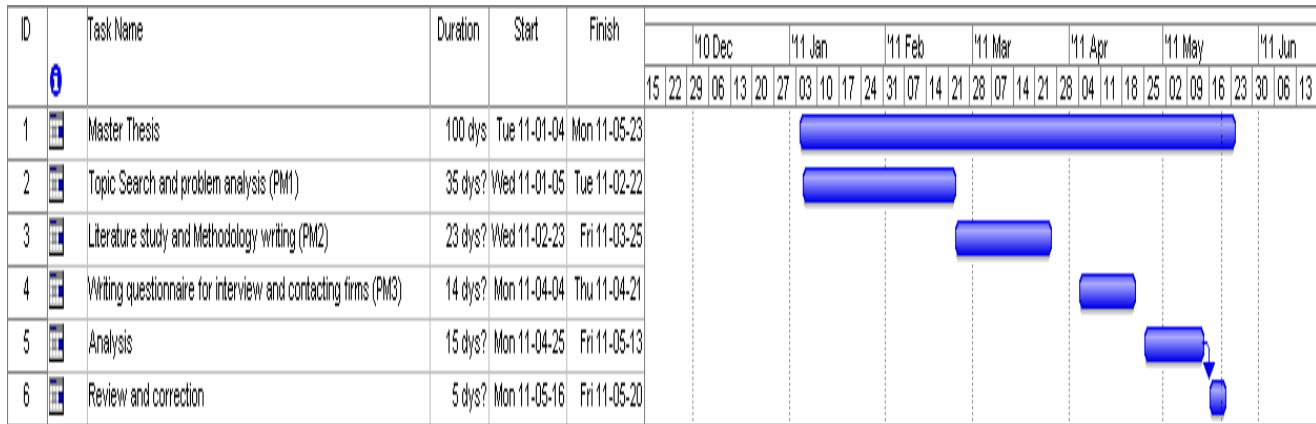 ID Task Name Duration Start Finish
'10 Dec '11 Jan '11 Feb '11 Mar '11 Apr '11 May '11 Jun
15 22 29 06 13 20 27 03 10 17 24 31 07 14 21 28 07 14 21 28 04 11 18 25 02 09 16 23 30 06 13
1 Master Thesis 100 dys Tue 11-01-04 Mon 11-05-23
2 Topic Search and problem analysis (PM1) 35 dys? Wed 11-01-05 Tue 11-02-22
3 Literature study and Methodology writing (PM2) 23 dys? Wed 11-02-23 Fri 11-03-25
4 Writing questionnaire for interview and contacting firms (PM3) 14 dys? Mon 11-04-04 Thu 11-04-21
5 Analysis 15 dys? Mon 11-04-25 Fri 11-05-13
6 Review and correction 5 dys? Mon 11-05-16 Fri 11-05-20